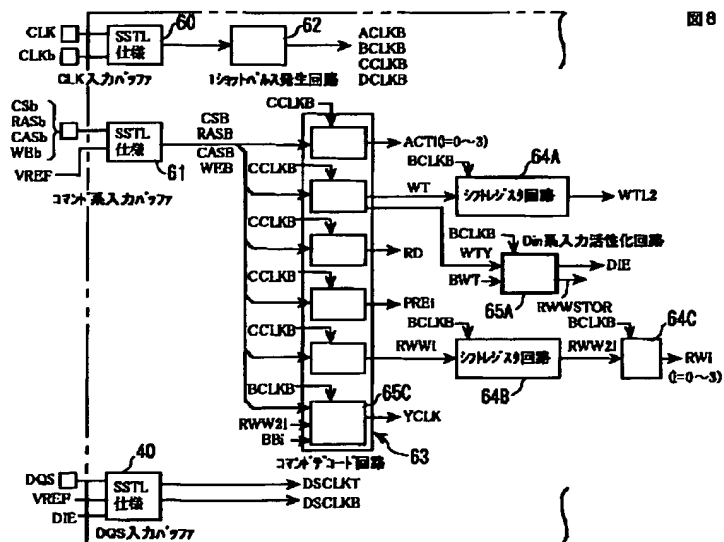 図8
CLK
CLKb
60
SSTL
仕様
CLK入力バッファ
62
1ショットパルス発生回路
ACLKB
BCLKB
CCLKB
DCLKB
CSb
RASb
CASb
WEb
VREF
SSTL
仕様
61
コマンド系入力バッファ
CSB
RASB
CASB
WEB
CCLKB
ACTi(i=0~3)
CCLKB
WT
BCLKB
64A
シフトレジスタ回路
WTL2
CCLKB
RD
WTY
BWT
BCLKB
Din系入力活性化回路
DIE
RWWSTOR
65A
CCLKB
PREi
CCLKB
RWWi
BCLKB
シフトレジスタ回路
64B
RWW2i
BCLKB
64C
RWi
(i=0~3)
BCLKB
65C
RWW2i
BBi
YCLK
63
コマンドデコード回路
40
DQS
VREF
DIE
SSTL
仕様
DSCLKT
DSCLKB
DQS入力バッファ